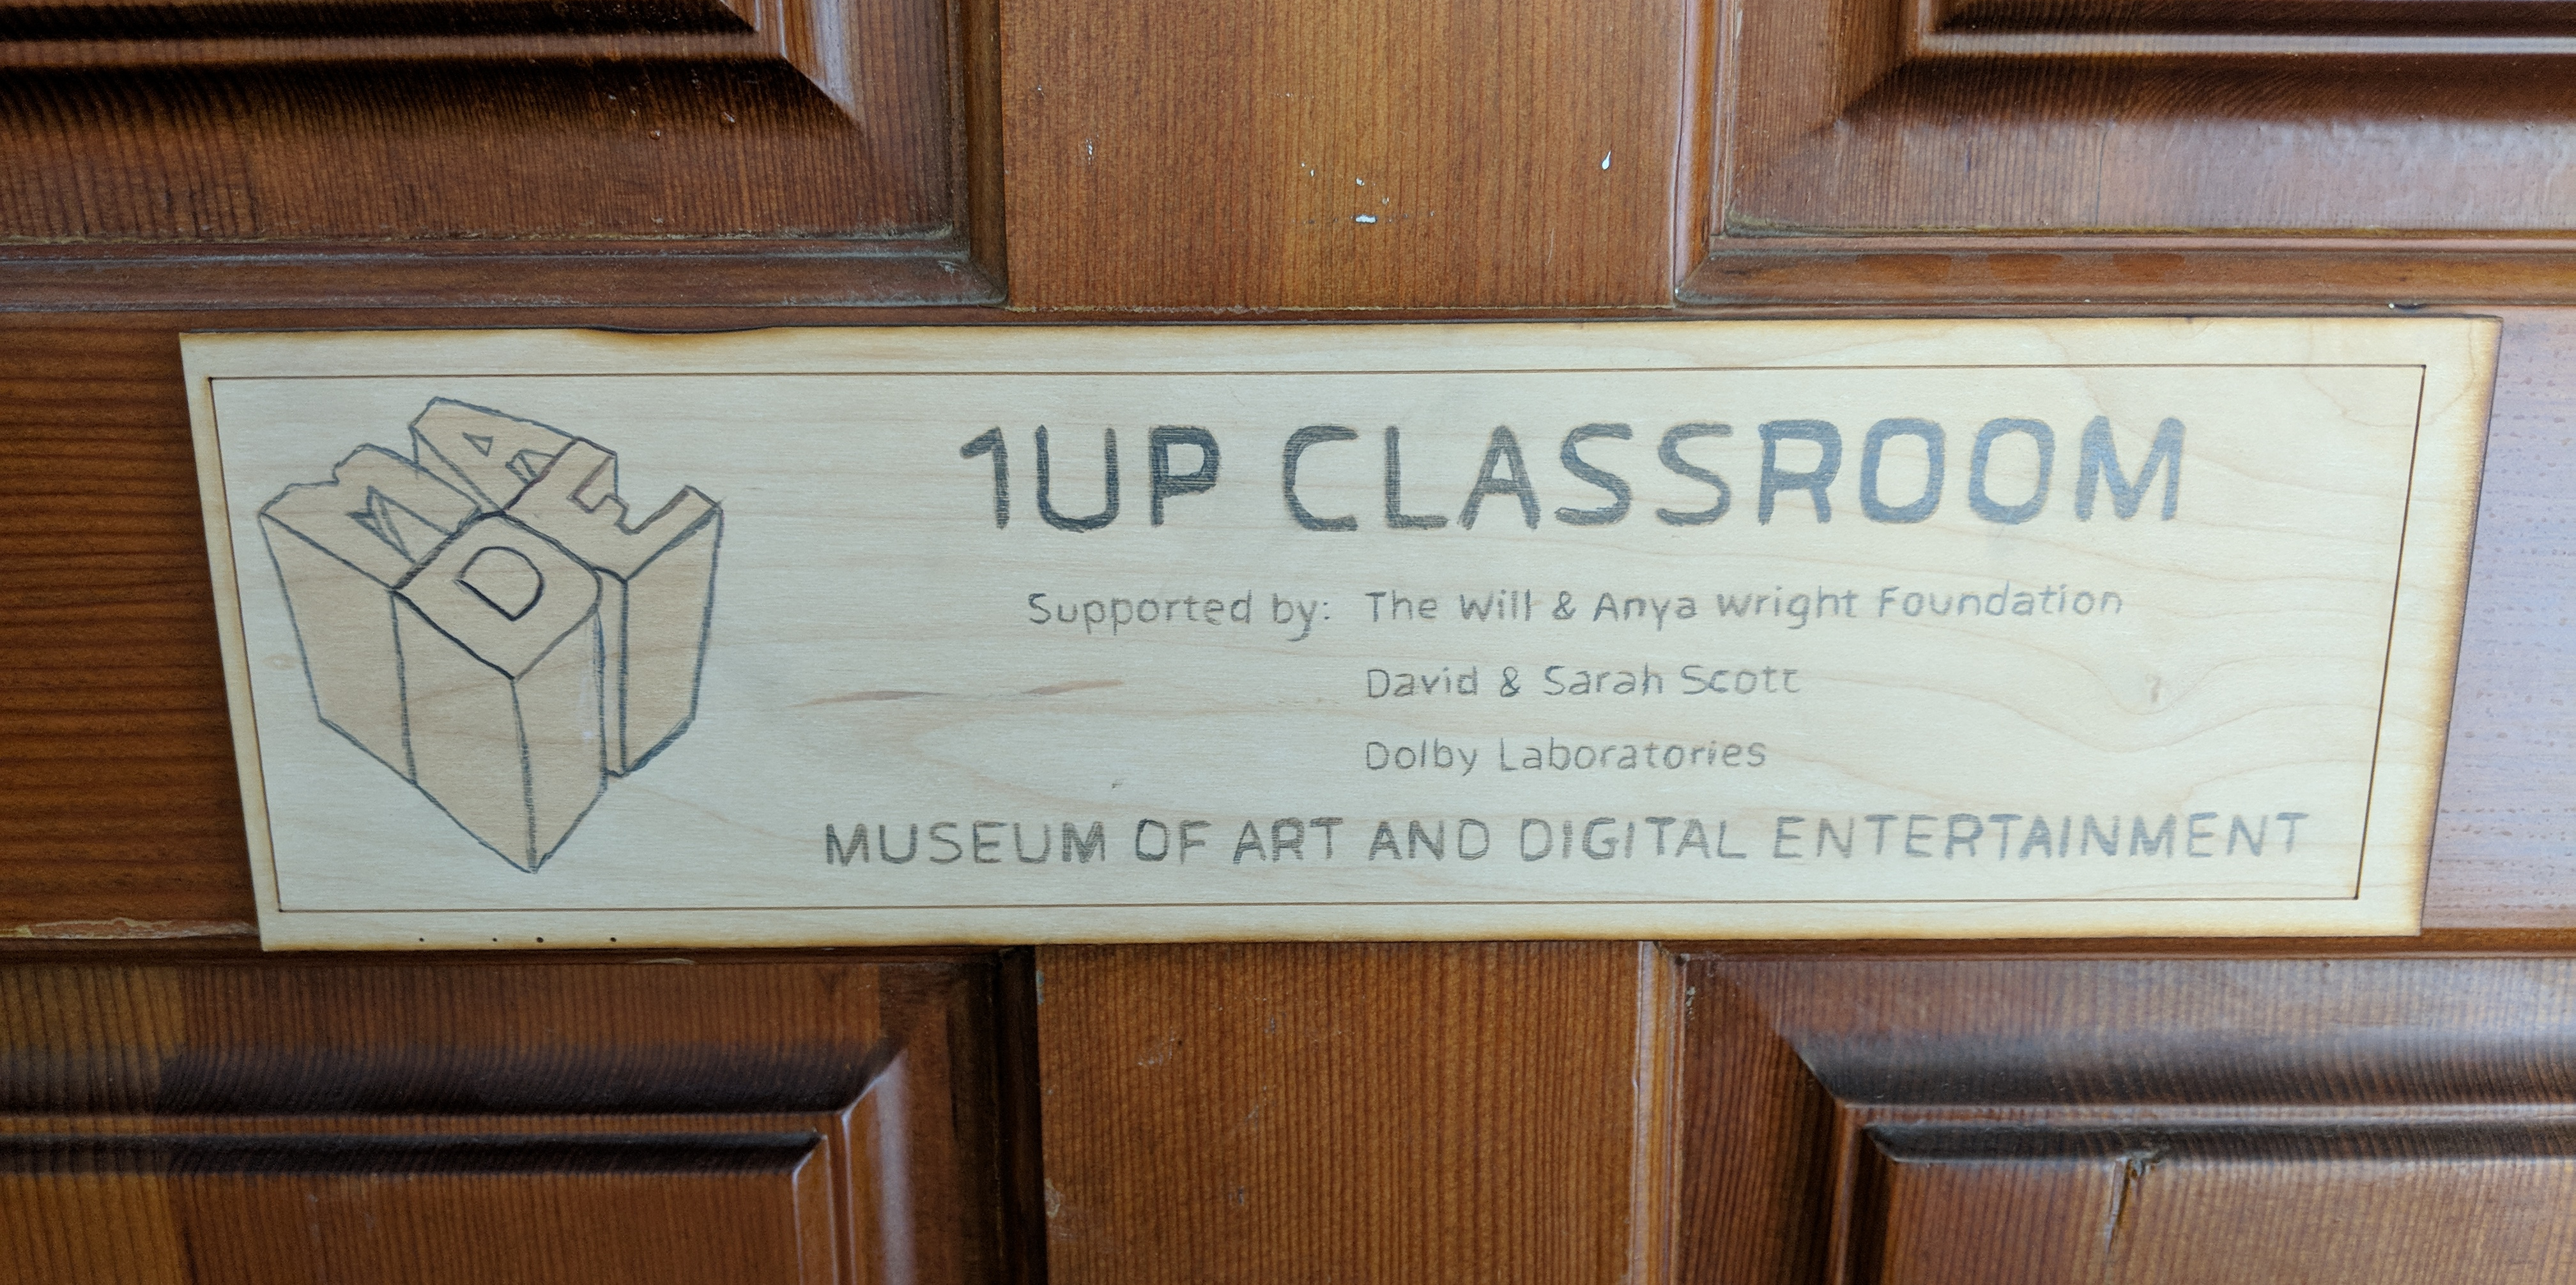 MADE
1UP CLASSROOM
Supported by: The Will & Anya Wright Foundation
David & Sarah Scott
Dolby Laboratories
MUSEUM OF ART AND DIGITAL ENTERTAINMENT